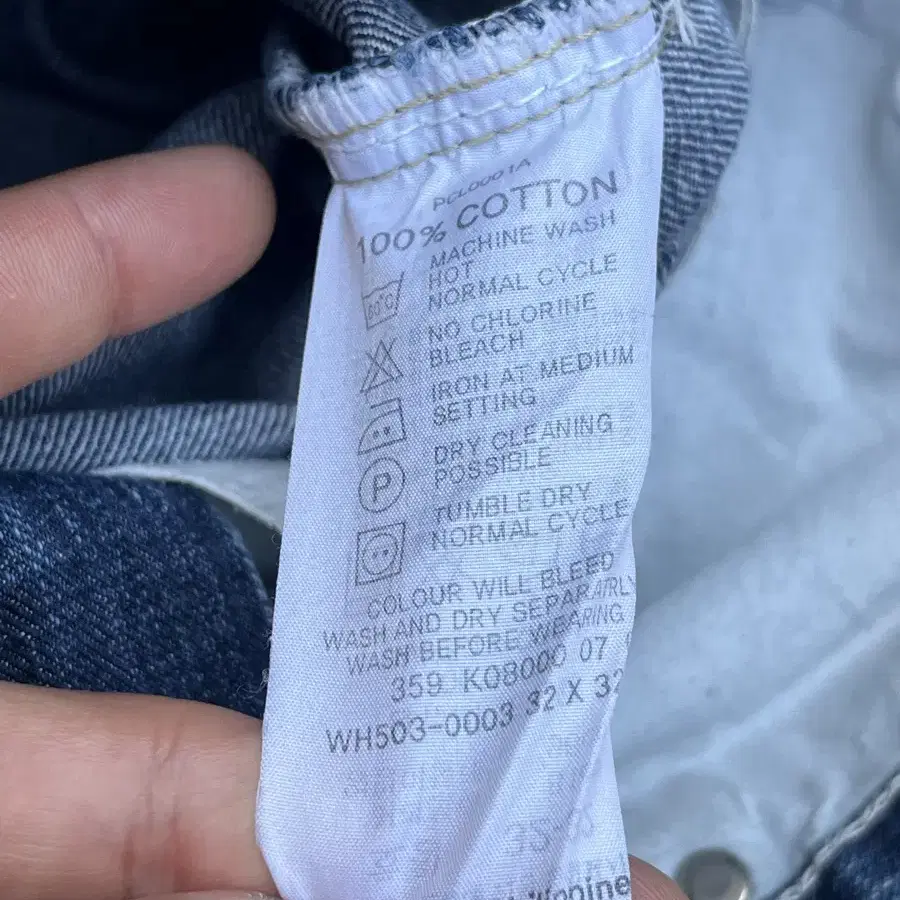 PCL0001A
100% COTTON
MACHINE WASH
HOT
NORMAL CYCLE
60°C
NO CHLORINE
BLEACH
IRON AT MEDIUM
SETTING
DRY CLEANING
POSSIBLE
P
TUMBLE DRY
NORMAL CYCLE
COLOUR WILL BLEED
WASH AND DRY SEPARAIRLY
WASH BEFORE WEARING
359 K08000 07
WH503-0003 32 X 32